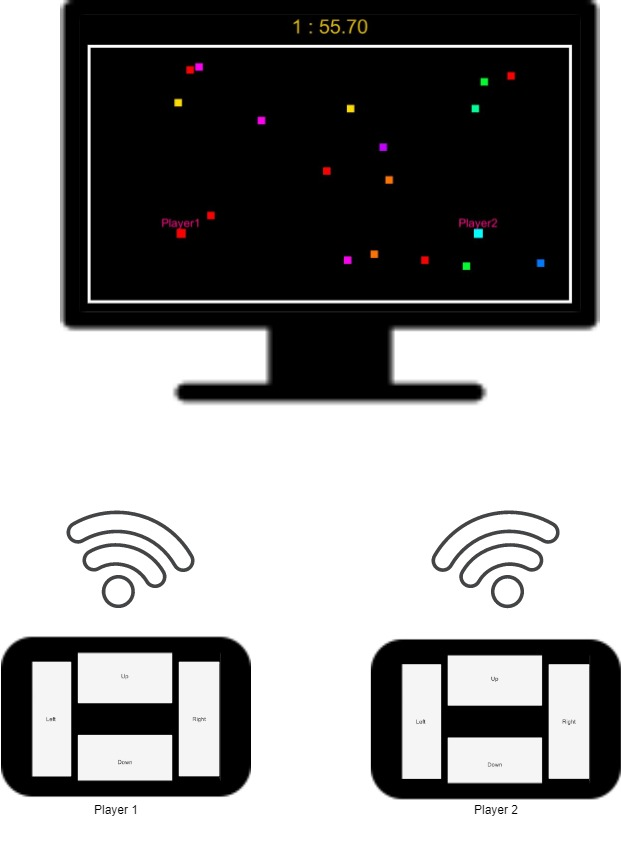 1 : 55.70
Player1
Player2
Up
Left
Right
Down
Up
Left
Right
Down
Player 1
Player 2